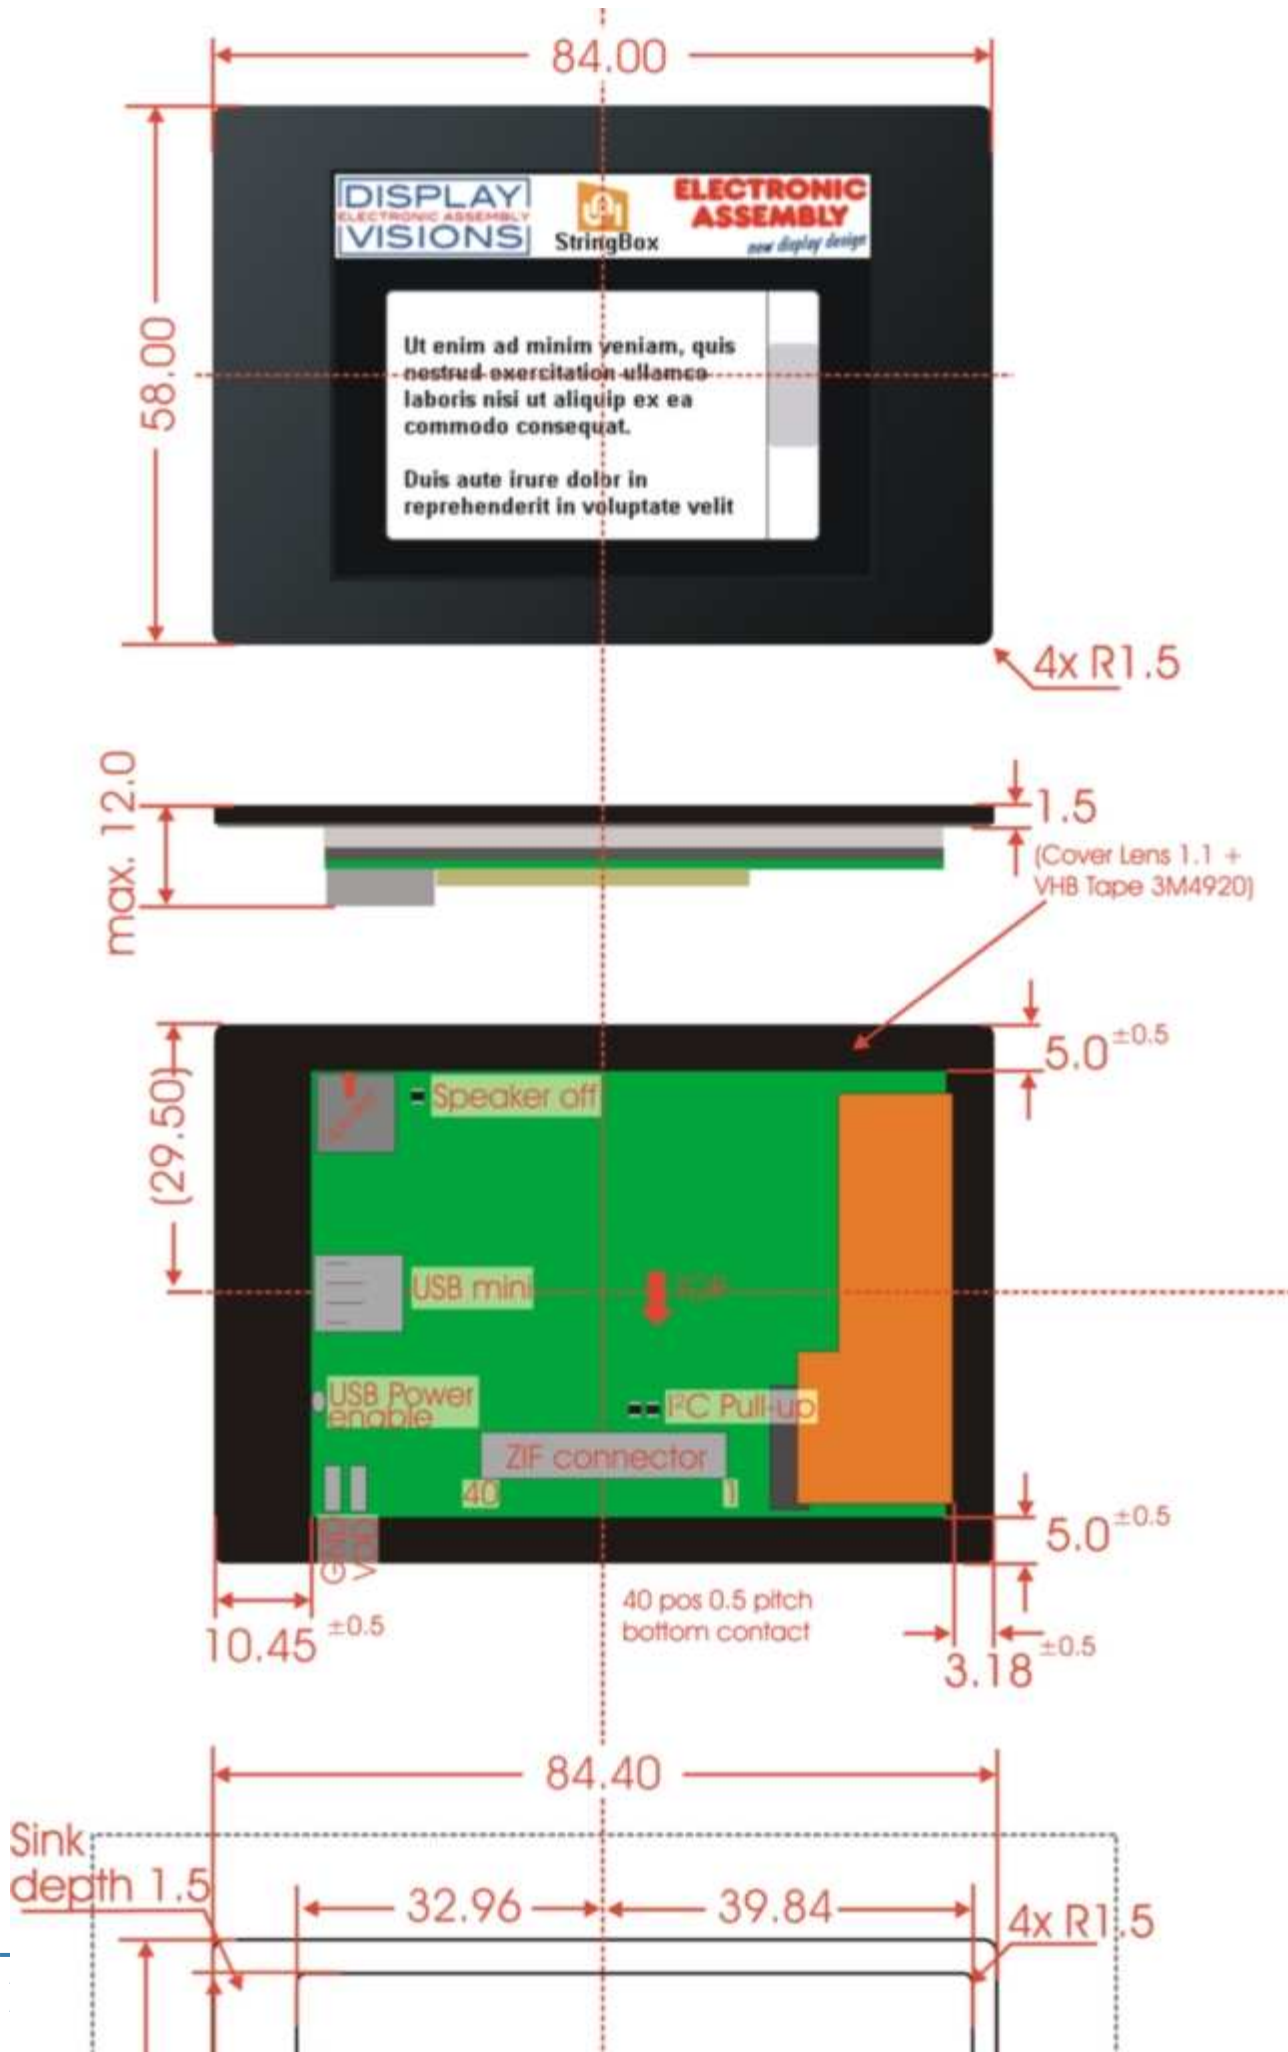 84.00
58.00
DISPLAY
ELECTRONIC ASSEMBLY
VISIONS
StringBox
ELECTRONIC
ASSEMBLY
new display design
Ut enim ad minim veniam, quis
nostrud exercitation ullamco
laboris nisi ut aliquip ex ea
commodo consequat.
Duis aute irure dolor in
reprehenderit in voluptate velit
4x R1.5
max. 12.0
1.5
(Cover Lens 1.1 +
VHB Tape 3M4920)
(29.50)
5.0 ±0.5
Speaker off
USB mini
USB Power
enable
I²C Pull-up
ZIF connector
40
1
5.0 ±0.5
40 pos 0.5 pitch
bottom contact
10.45 ±0.5
3.18 ±0.5
84.40
Sink
depth 1.5
32.96
39.84
4x R1.5